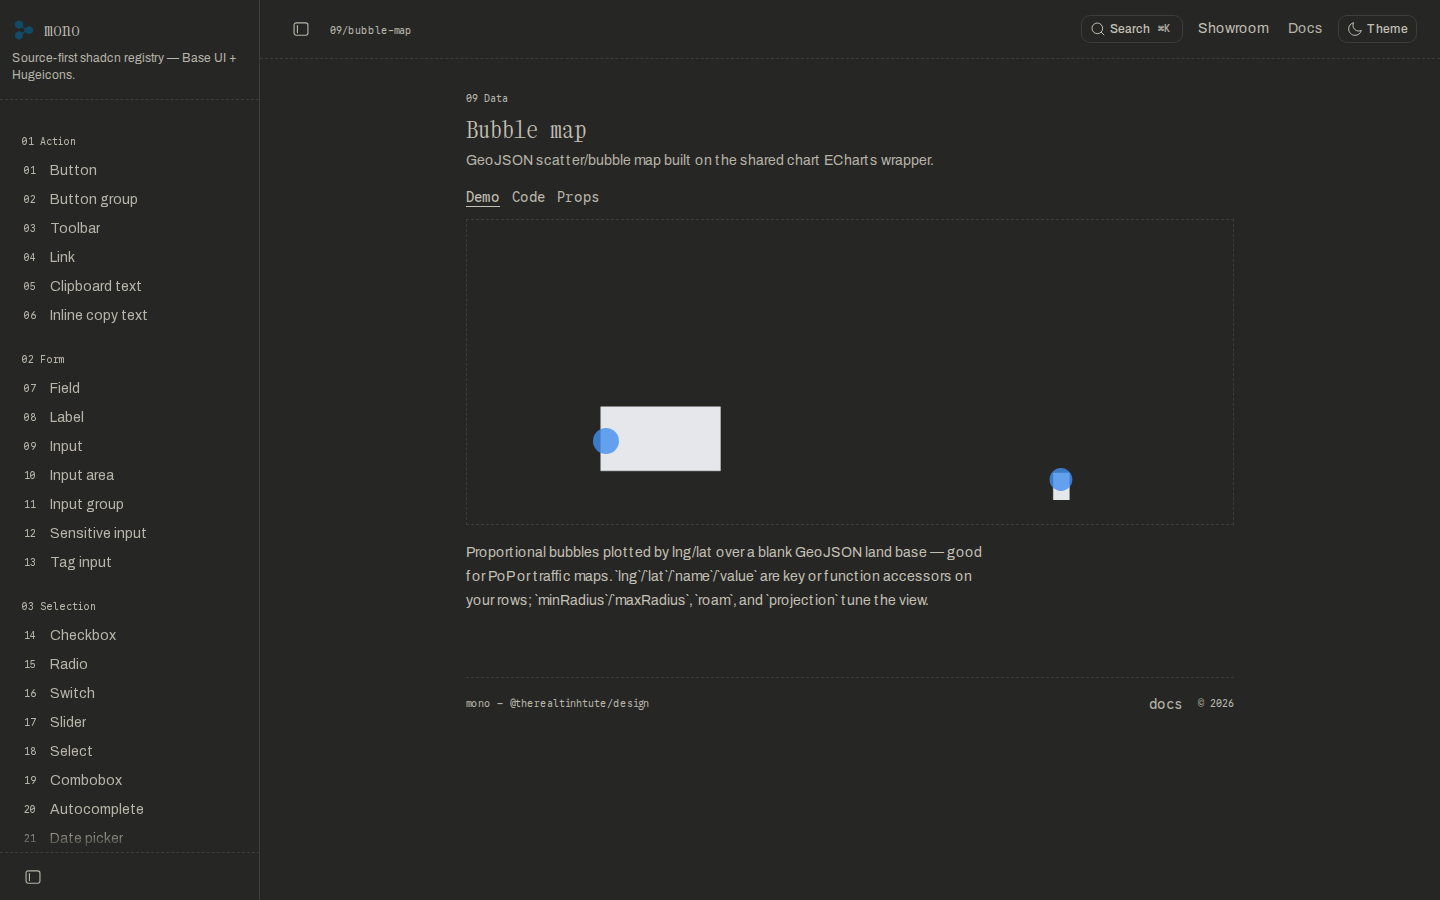 mono
Source-first shadcn registry — Base UI +
Hugeicons.
01 Action
01 Button
02 Button group
03 Toolbar
04 Link
05 Clipboard text
06 Inline copy text
02 Form
07 Field
08 Label
09 Input
10 Input area
11 Input group
12 Sensitive input
13 Tag input
03 Selection
14 Checkbox
15 Radio
16 Switch
17 Slider
18 Select
19 Combobox
20 Autocomplete
21 Date picker
09/bubble-map
Search ⌘K
Showroom
Docs
Theme
09 Data
Bubble map
GeoJSON scatter/bubble map built on the shared chart ECharts wrapper.
Demo Code Props
Proportional bubbles plotted by lng/lat over a blank GeoJSON land base — good
for PoP or traffic maps. `lng`/`lat`/`name`/`value` are key or function accessors on
your rows; `minRadius`/`maxRadius`, `roam`, and `projection` tune the view.
mono — @therealtinhtute/design
docs © 2026